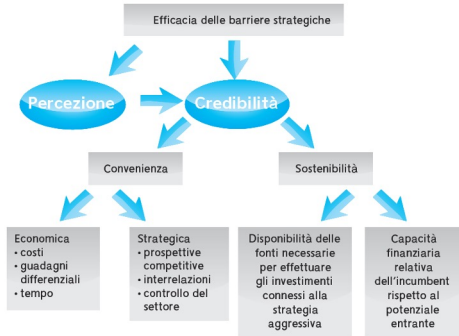 Efficacia delle barriere strategiche
Percezione
Credibilità
Convenienza
Sostenibilità
Economica
• costi
• guadagni
differenziali
• tempo
Strategica
• prospettive
competitive
• interrelazioni
• controllo del
settore
Disponibilità delle
fonti necessarie
per effettuare
gli investimenti
connessi alla
strategia
aggressiva
Capacità
finanziaria
relativa
dell'incumbent
rispetto al
potenziale
entrante